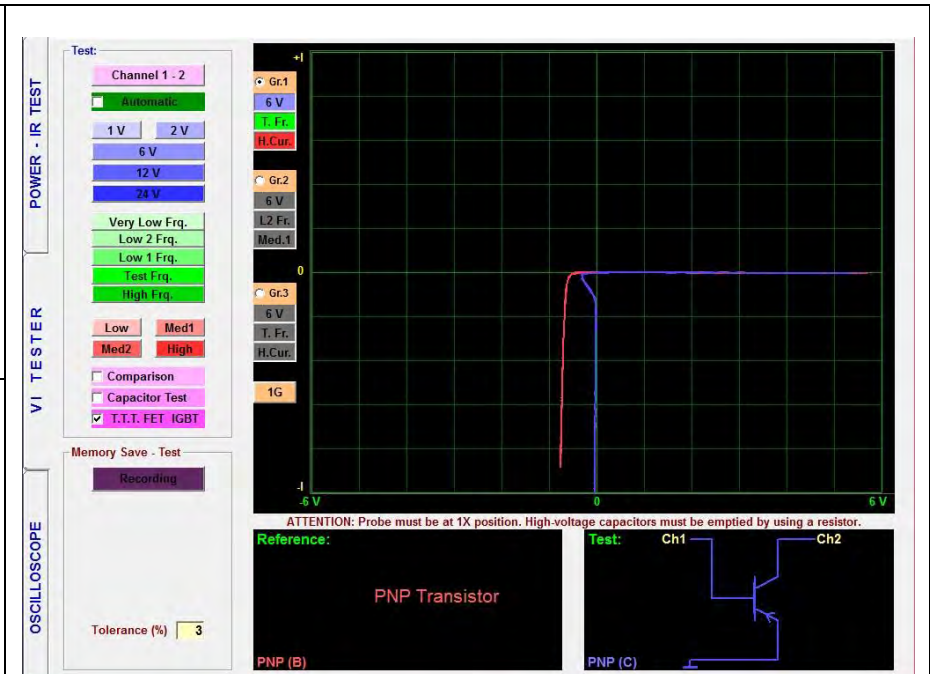 POWER - IR TEST
VI TESTER
OSCILLOSCOPE
Test:
Channel 1 - 2
Automatic
1 V
2 V
6 V
12 V
24 V
Very Low Frq.
Low 2 Frq.
Low 1 Frq.
Test Frq.
High Frq.
Low
Med1
Med2
High
Comparison
Capacitor Test
T.T.T. FET IGBT
Memory Save - Test
Recording
Tolerance (%) 3
Gr.1
6 V
T. Fr.
H.Cur.
Gr.2
6 V
L2 Fr.
Med.1
Gr.3
6 V
T. Fr.
H.Cur.
1G
+I
0
-I
-6 V
0
6 V
ATTENTION: Probe must be at 1X position. High-voltage capacitors must be emptied by using a resistor.
Reference:
PNP Transistor
PNP (B)
Test:
Ch1
Ch2
PNP (C)